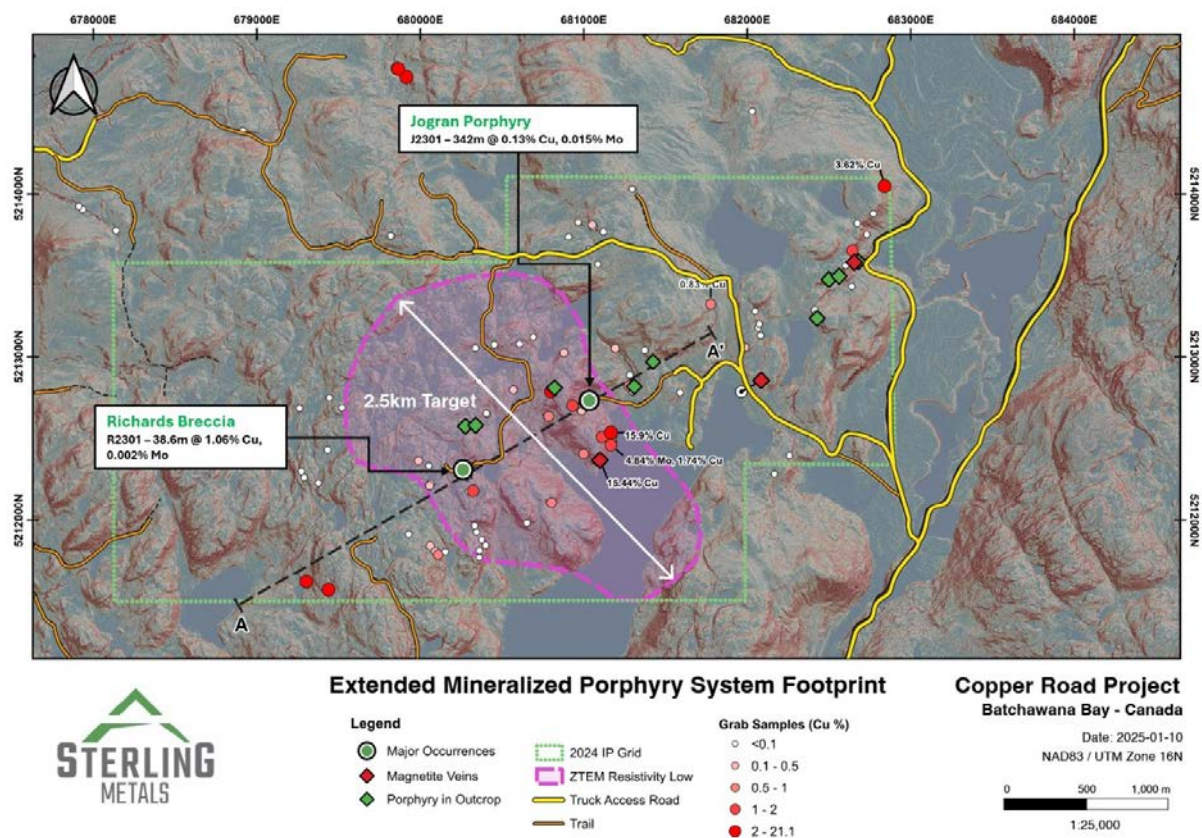 678000E
679000E
680000E
681000E
682000E
683000E
684000E
5214000N
5213000N
5212000N
5214000N
5213000N
5212000N
Jogran Porphyry
J2301 – 342m @ 0.13% Cu, 0.015% Mo
3.62% Cu
0.83% Cu
A'
2.5km Target
Richards Breccia
R2301 – 38.6m @ 1.06% Cu,
0.002% Mo
15.9% Cu
4.84% Mo, 1.74% Cu
15.44% Cu
A
STERLING
METALS
Extended Mineralized Porphyry System Footprint
Legend
Major Occurrences
Magnetite Veins
Porphyry in Outcrop
2024 IP Grid
ZTEM Resistivity Low
Truck Access Road
Trail
Grab Samples (Cu %)
<0.1
0.1 - 0.5
0.5 - 1
1 - 2
2 - 21.1
Copper Road Project
Batchawana Bay - Canada
Date: 2025-01-10
NAD83 / UTM Zone 16N
0 500 1,000 m
1:25,000